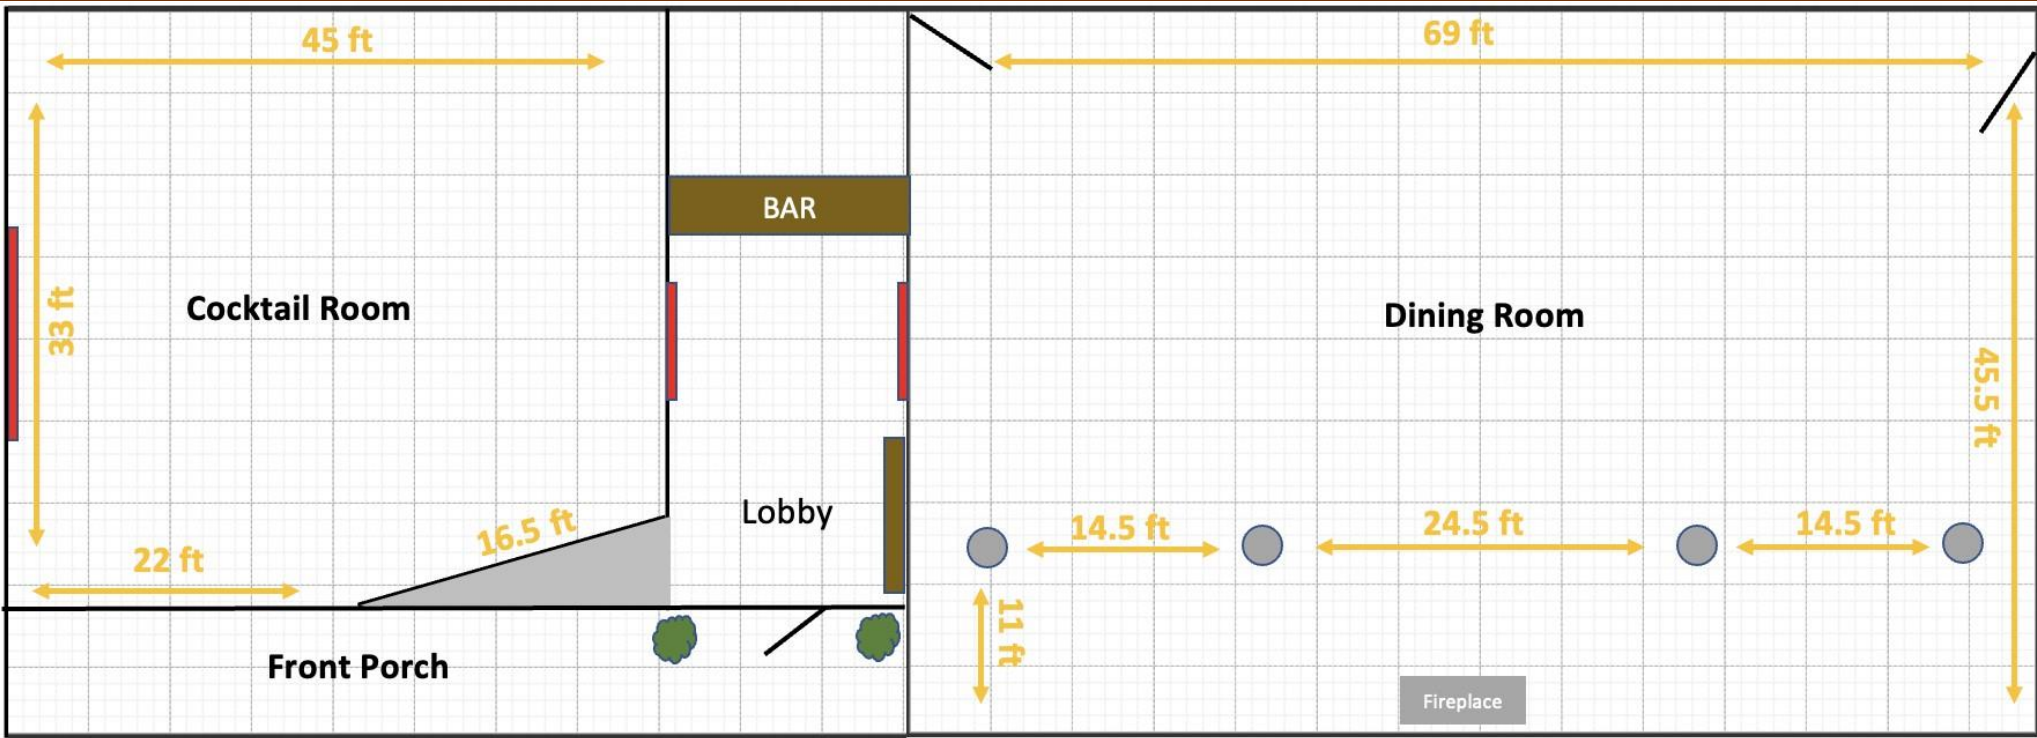 45 ft
69 ft
BAR
Cocktail Room
33 ft
Dining Room
45.5 ft
Lobby
16.5 ft
14.5 ft
24.5 ft
14.5 ft
22 ft
11 ft
Front Porch
Fireplace